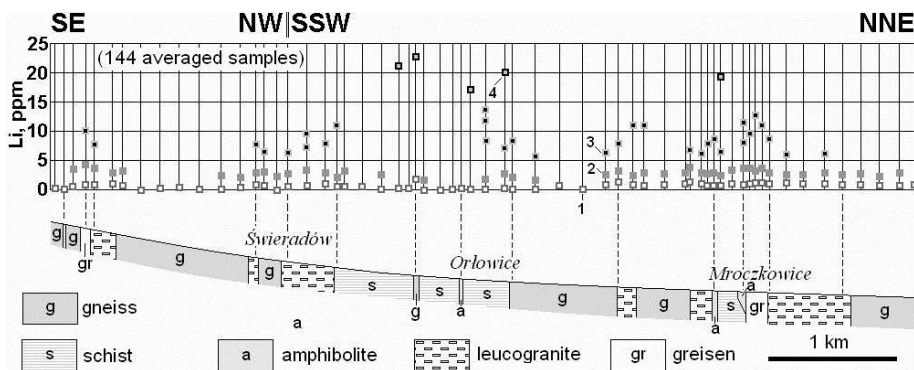 SE NW SSW NNE
25
(144 averaged samples)
20
4
15
Li, ppm
10
3
5
2
0
1
Świeradów
Orłowice
Mroczkowice
g g gr g g s g s a s g a s a gr g
a
g gneiss
s schist
a amphibolite
leucogranite
gr greisen
1 km